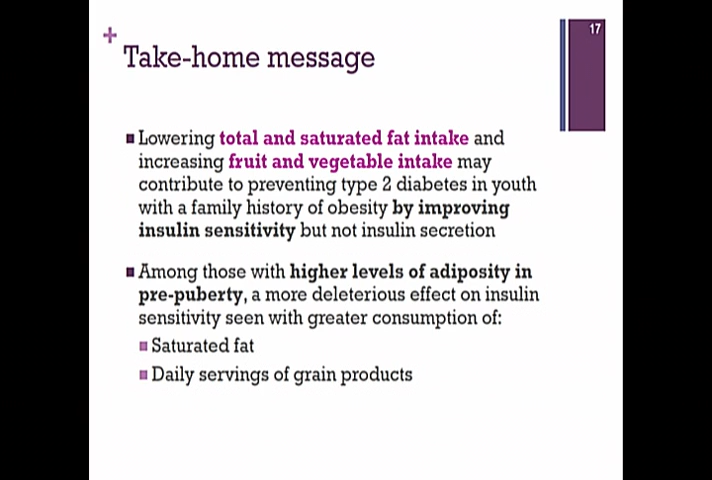 17
+
Take-home message
Lowering total and saturated fat intake and
increasing fruit and vegetable intake may
contribute to preventing type 2 diabetes in youth
with a family history of obesity by improving
insulin sensitivity but not insulin secretion
Among those with higher levels of adiposity in
pre-puberty, a more deleterious effect on insulin
sensitivity seen with greater consumption of:
Saturated fat
Daily servings of grain products